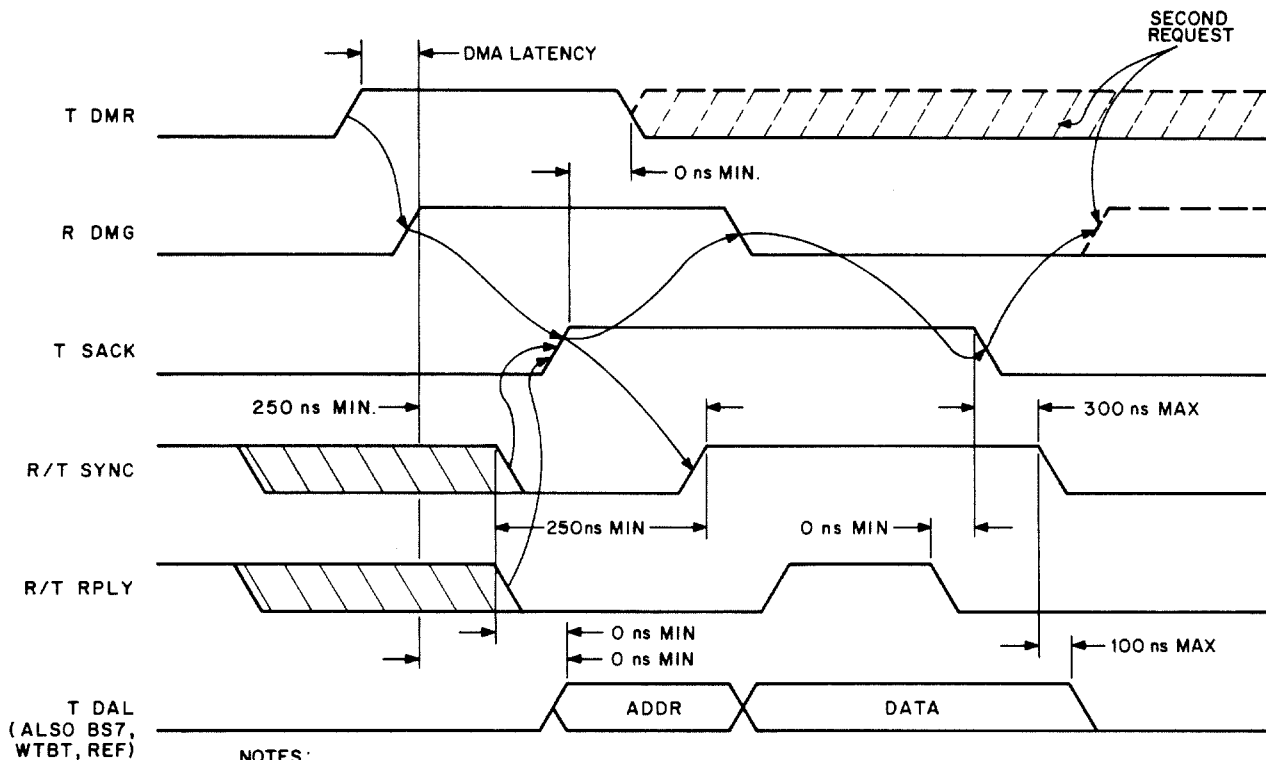 SECOND
REQUEST
DMA LATENCY
T DMR
0 ns MIN.
R DMG
T SACK
250 ns MIN.
300 ns MAX
R/T SYNC
250ns MIN
0 ns MIN
R/T RPLY
0 ns MIN
0 ns MIN
100 ns MAX
T DAL
(ALSO BS7,
WTBT, REF)
ADDR
DATA
NOTES: